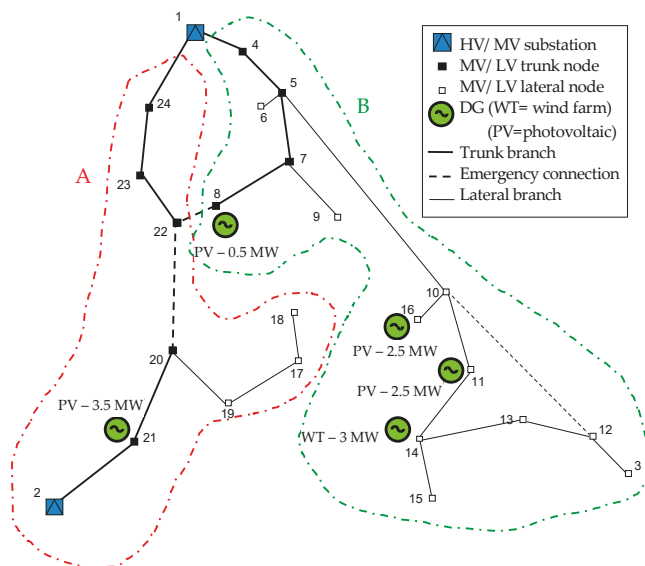 1
4
HV/ MV substation
MV/ LV trunk node
MV/ LV lateral node
DG (WT= wind farm)
(PV=photovoltaic)
Trunk branch
Emergency connection
Lateral branch
5
24
6
B
7
A
23
8
9
22
PV – 0.5 MW
10
16
18
PV – 2.5 MW
20
17
11
PV – 2.5 MW
PV – 3.5 MW
19
13
12
WT – 3 MW
21
14
3
2
15